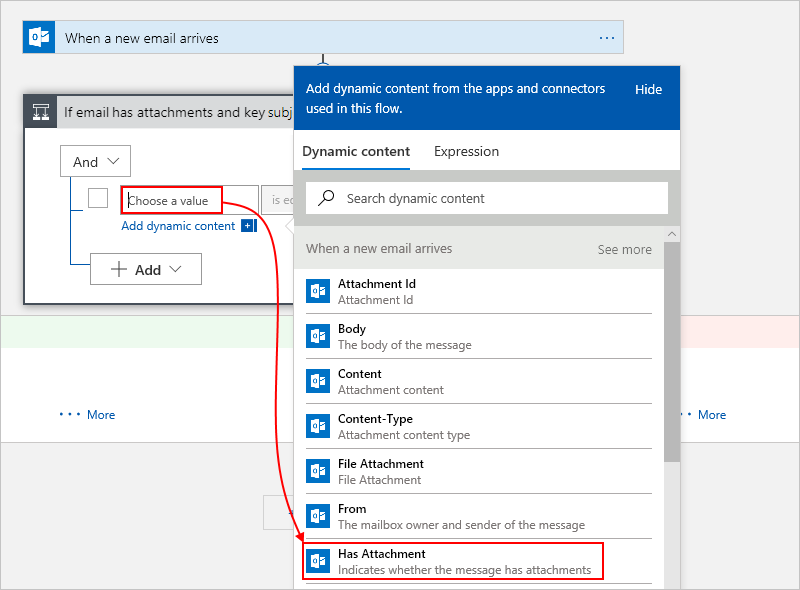 When a new email arrives
If email has attachments and key subj
And
Choose a value
is eq
Add dynamic content
Add
More
Add dynamic content from the apps and connectors
used in this flow.
Hide
Dynamic content
Expression
Search dynamic content
When a new email arrives
See more
Attachment Id
Attachment Id
Body
The body of the message
Content
Attachment content
Content-Type
Attachment content type
File Attachment
File Attachment
From
The mailbox owner and sender of the message
Has Attachment
Indicates whether the message has attachments
More